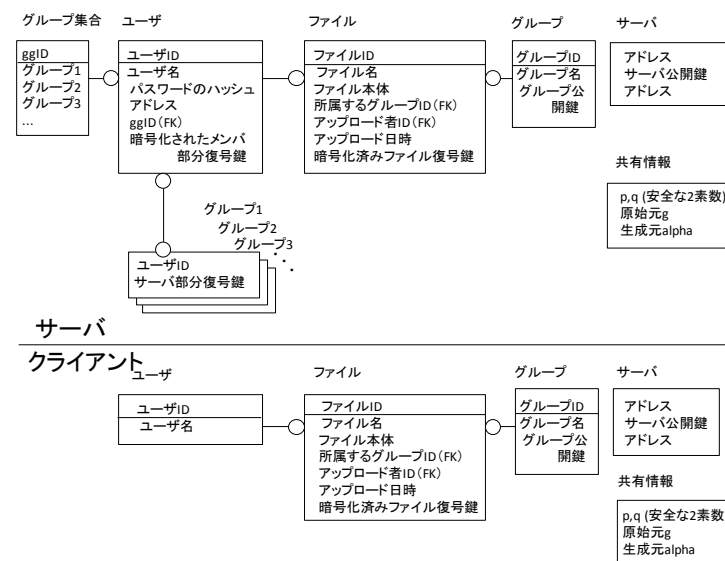 グループ集合
ggID
グループ1
グループ2
グループ3
...
ユーザ
ユーザID
ユーザ名
パスワードのハッシュ
アドレス
ggID(FK)
暗号化されたメンバ
部分復号鍵
ファイル
ファイルID
ファイル名
ファイル本体
所属するグループID(FK)
アップロード者ID(FK)
アップロード日時
暗号化済みファイル復号鍵
グループ
グループID
グループ名
グループ公
開鍵
サーバ
アドレス
サーバ公開鍵
アドレス
共有情報
p,q (安全な2素数)
原始元g
生成元alpha
グループ1
グループ2
グループ3
・・・
ユーザID
サーバ部分復号鍵
サーバ
クライアント
ユーザ
ユーザID
ユーザ名
ファイル
ファイルID
ファイル名
ファイル本体
所属するグループID(FK)
アップロード者ID(FK)
アップロード日時
暗号化済みファイル復号鍵
グループ
グループID
グループ名
グループ公
開鍵
サーバ
アドレス
サーバ公開鍵
アドレス
共有情報
p,q (安全な2素数
原始元g
生成元alpha